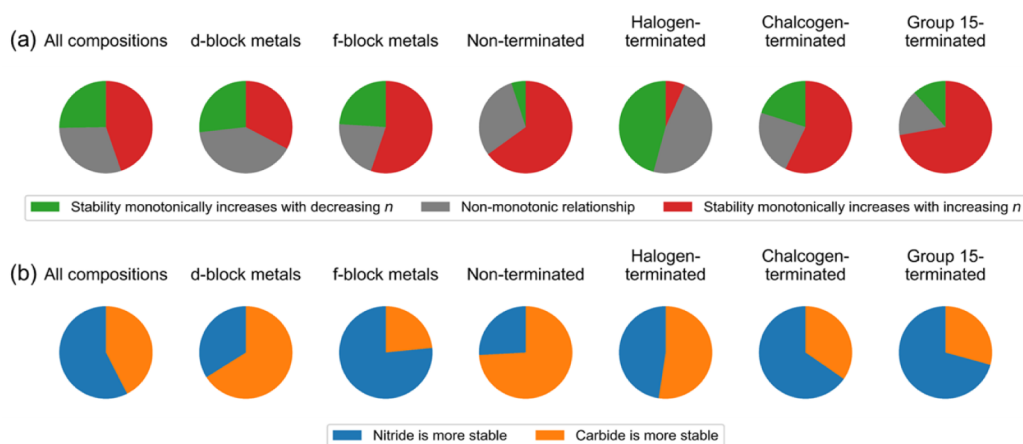 (a)
All compositions
d-block metals
f-block metals
Non-terminated
Halogen-
terminated
Chalcogen-
terminated
Group 15-
terminated
Stability monotonically increases with decreasing n
Non-monotonic relationship
Stability monotonically increases with increasing n
(b)
All compositions
d-block metals
f-block metals
Non-terminated
Halogen-
terminated
Chalcogen-
terminated
Group 15-
terminated
Nitride is more stable
Carbide is more stable